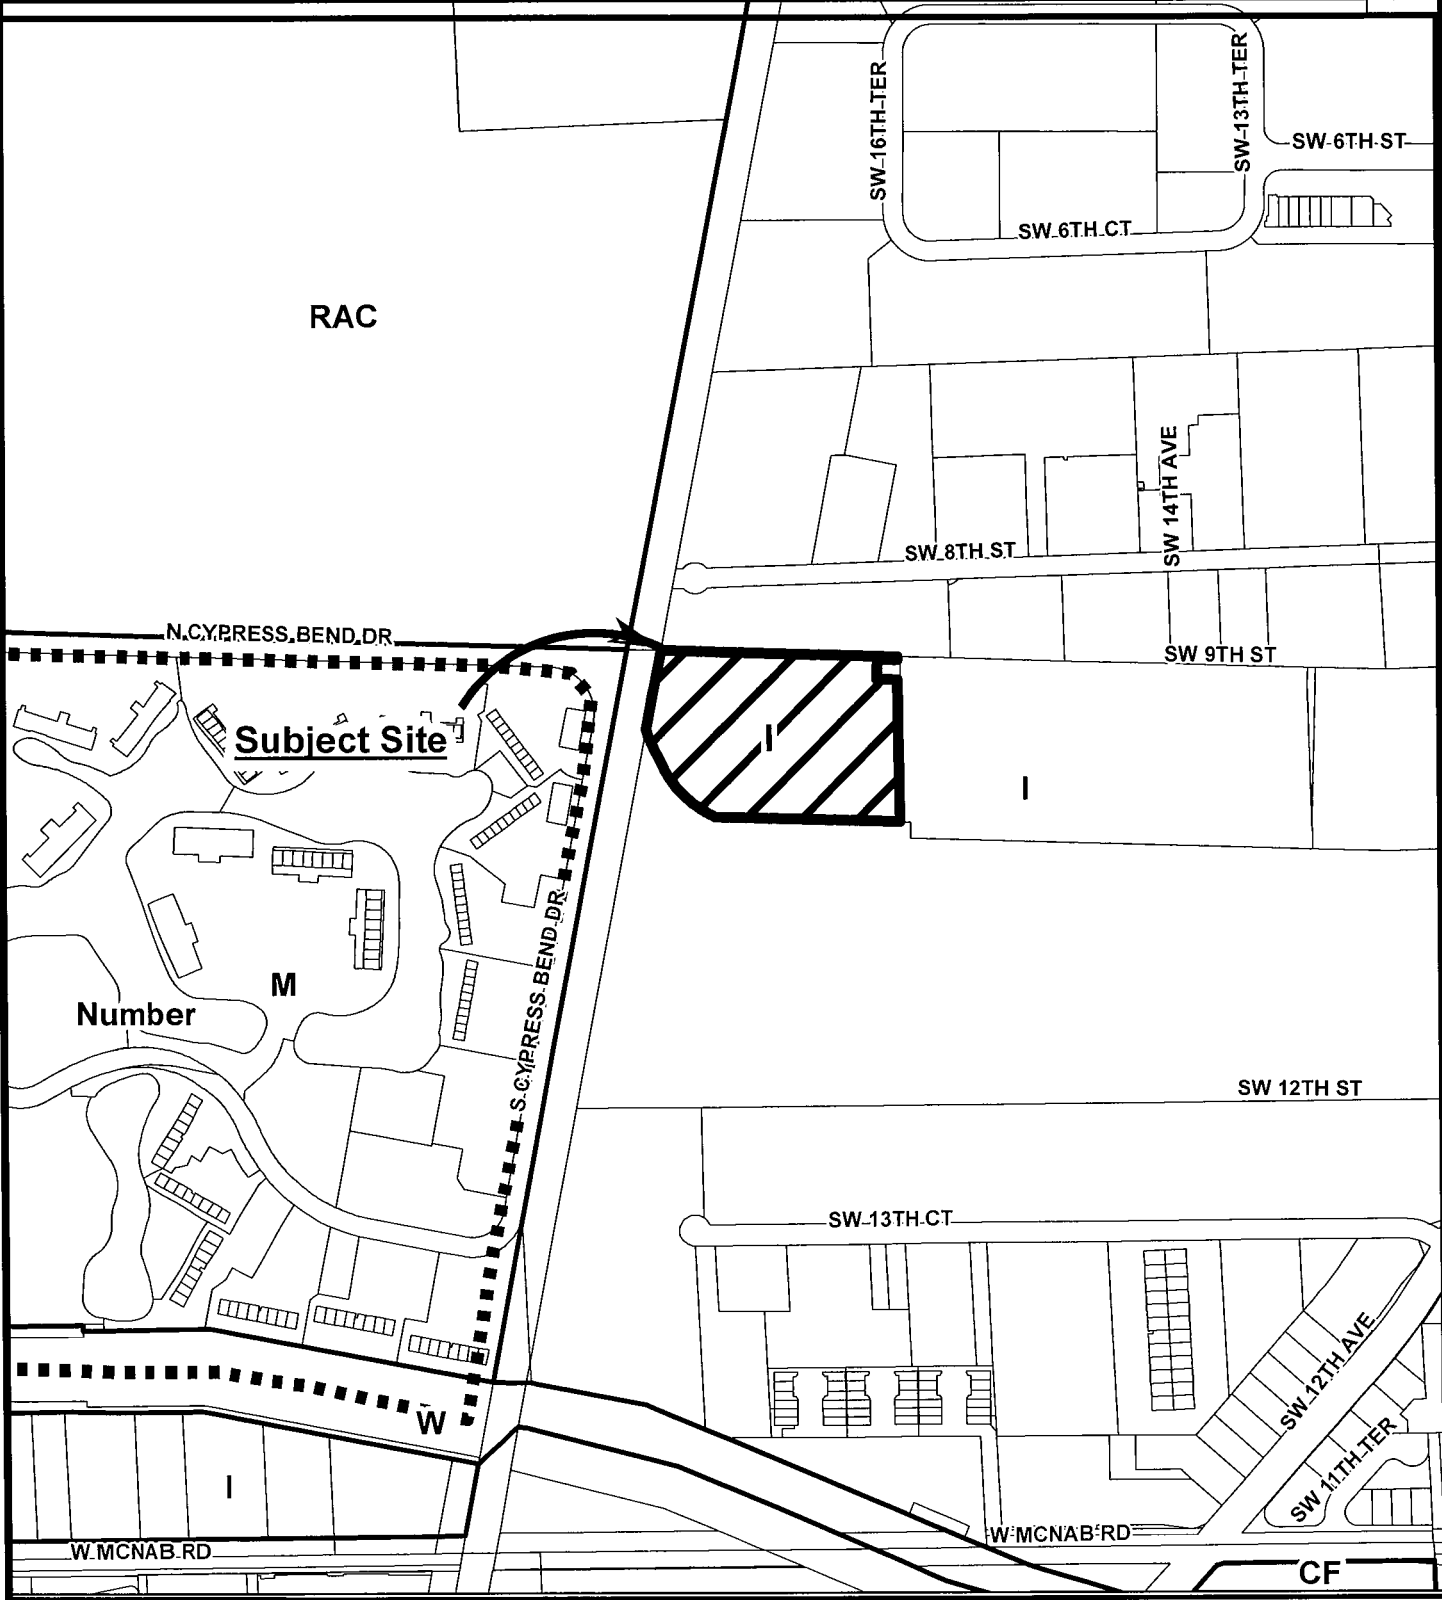 SW 16TH TER
SW 13TH TER
SW 6TH ST
SW 6TH CT
RAC
SW 14TH AVE
SW 8TH ST
N CYPRESS BEND DR
SW 9TH ST
Subject Site
I
I
S CYPRESS BEND DR
M
Number
SW 12TH ST
SW 13TH CT
SW 12TH AVE
W
SW 11TH TER
I
W MCNAB RD
W MCNAB RD
CF